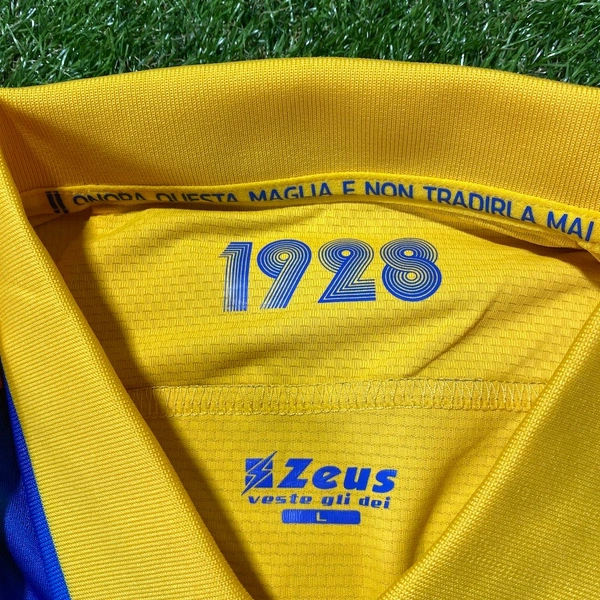 ONORA QUESTA MAGLIA E NON TRADIRLA MAI
1928
Zeus
veste gli dei
L